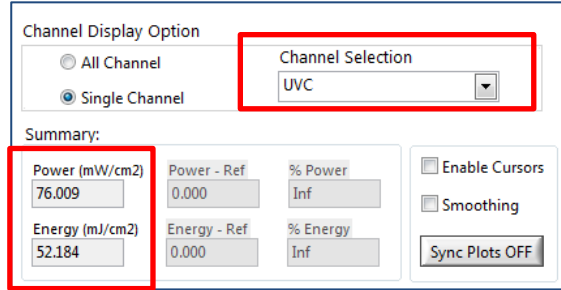 Channel Display Option
All Channel
Single Channel
Channel Selection
UVC
Summary:
Power (mW/cm2) Power - Ref % Power
76.009 0.000 Inf
Energy (mJ/cm2) Energy - Ref % Energy
52.184 0.000 Inf
Enable Cursors
Smoothing
Sync Plots OFF